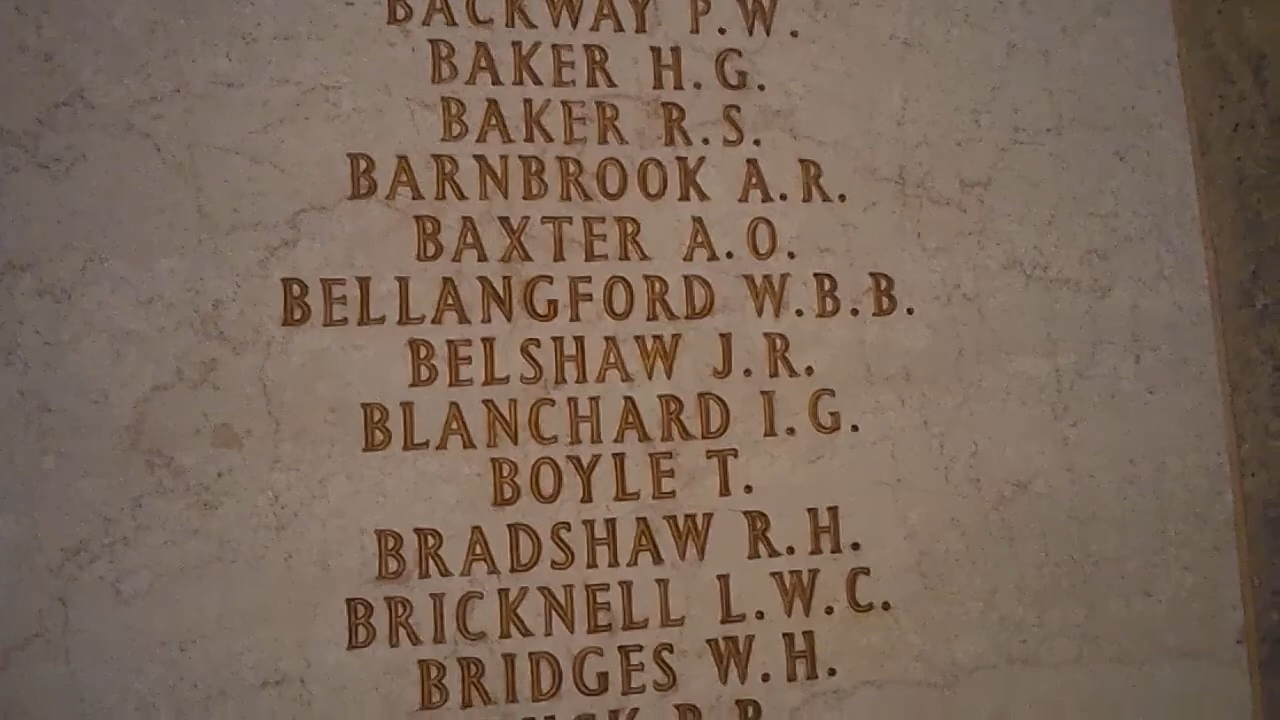 BACKWAY P.W.
BAKER H.G.
BAKER R.S.
BARNBROOK A.R.
BAXTER A.O.
BELLANGFORD W.B.B.
BELSHAW J.R.
BLANCHARD I.G.
BOYLE T.
BRADSHAW R.H.
BRICKNELL L.W.C.
BRIDGES W.H.